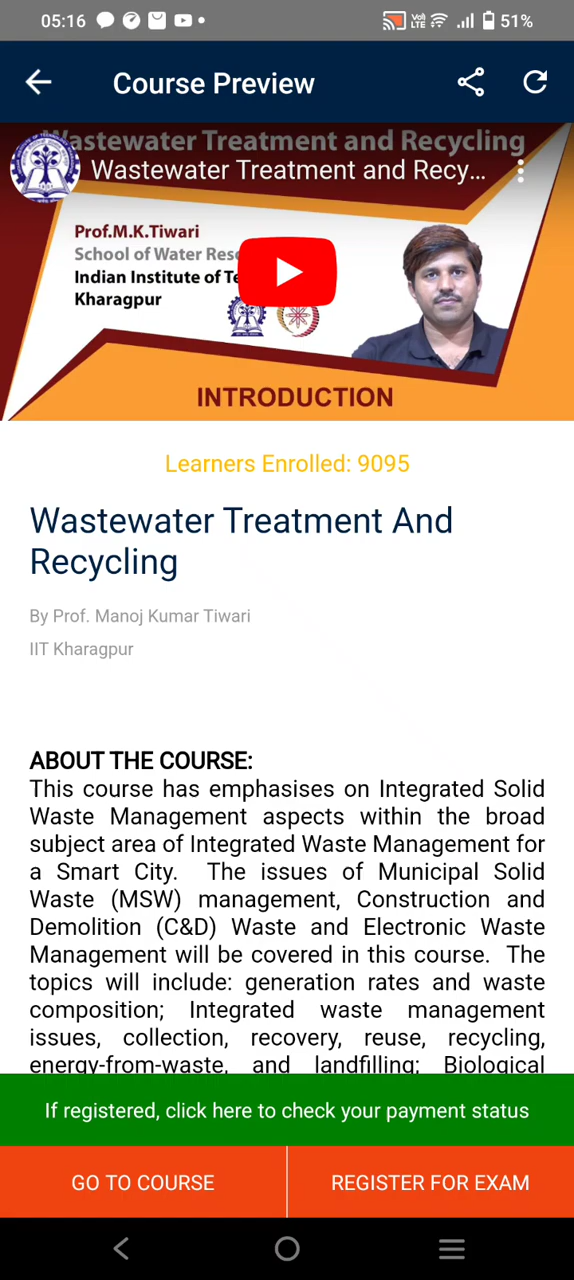 05:16
VoI)
LTE
51%
Course Preview
Wastewater Treatment and Recycling
Wastewater Treatment and Recy...
Prof.M.K.Tiwari
School of Water Res
Indian Institute of Te
Kharagpur
INTRODUCTION
Learners Enrolled: 9095
Wastewater Treatment And
Recycling
By Prof. Manoj Kumar Tiwari
IIT Kharagpur
ABOUT THE COURSE:
This course has emphasises on Integrated Solid
Waste Management aspects within the broad
subject area of Integrated Waste Management for
a Smart City. The issues of Municipal Solid
Waste (MSW) management, Construction and
Demolition (C&D) Waste and Electronic Waste
Management will be covered in this course. The
topics will include: generation rates and waste
composition; Integrated waste management
issues, collection, recovery, reuse, recycling,
energy-from-waste, and landfilling; Biological
If registered, click here to check your payment status
GO TO COURSE
REGISTER FOR EXAM